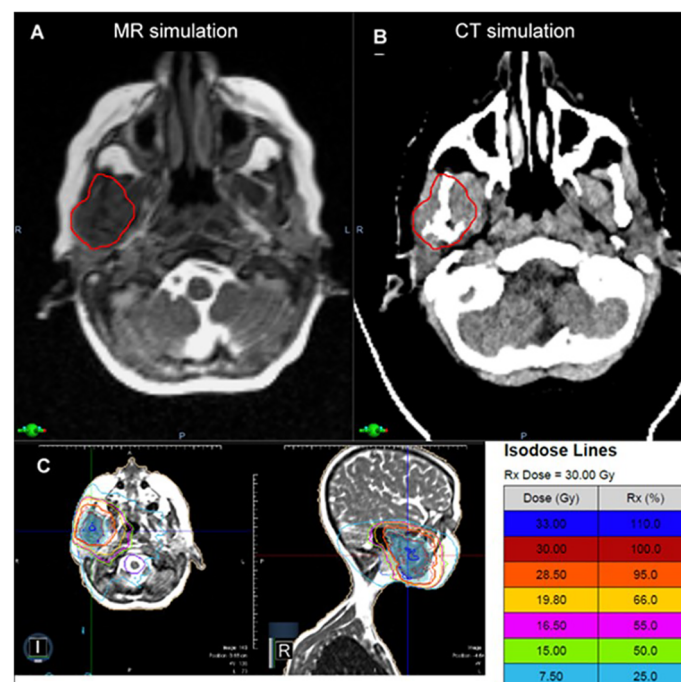 A MR simulation
B CT simulation
R
L
R
P
P
C
A
R
L
P
I
R
Isodose Lines
Rx Dose = 30.00 Gy
Dose (Gy) Rx (%)
33.00 110.0
30.00 100.0
28.50 95.0
19.80 66.0
16.50 55.0
15.00 50.0
7.50 25.0